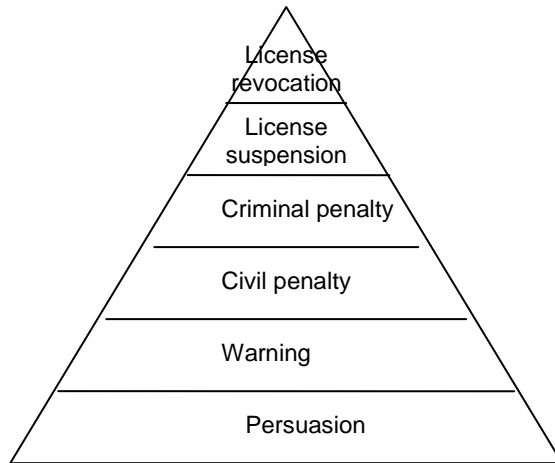 License
revocation
License
suspension
Criminal penalty
Civil penalty
Warning
Persuasion